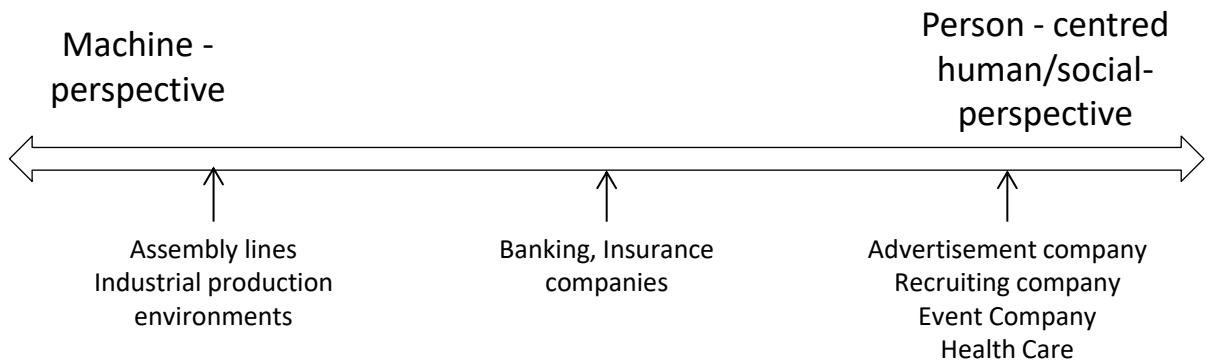 Machine -
perspective
Person - centred
human/social-
perspective
Assembly lines
Industrial production
environments
Banking, Insurance
companies
Advertisement company
Recruiting company
Event Company
Health Care